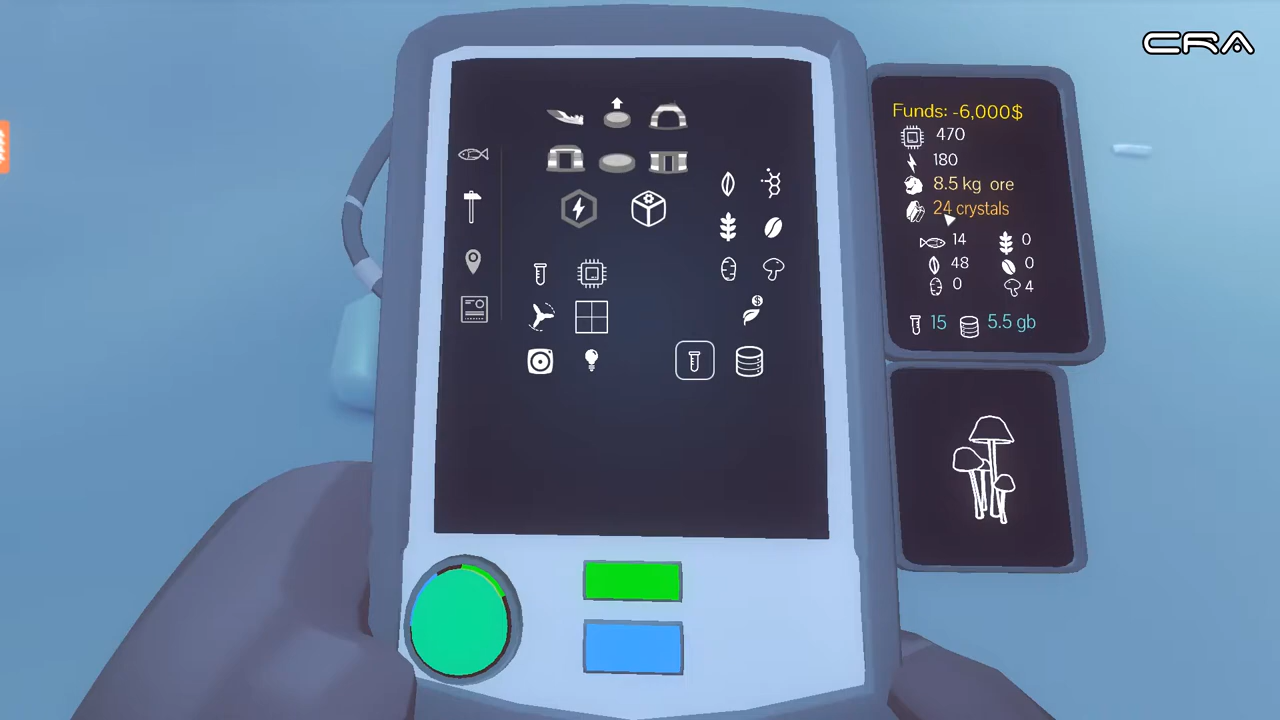 CRA
Funds: -6,000$
470
180
8.5 kg ore
24 crystals
14 0
48 0
0 4
15 5.5 gb